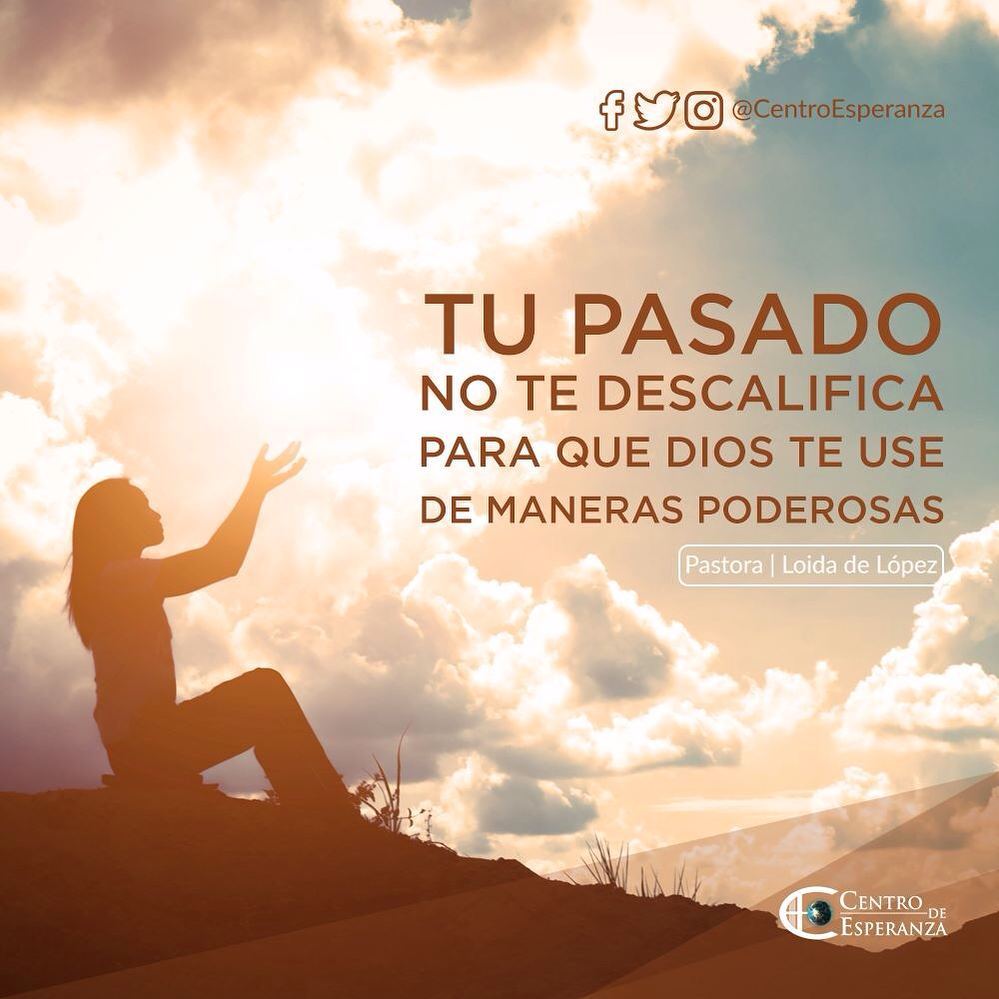 @CentroEsperanza
TU PASADO
NO TE DESCALIFICA
PARA QUE DIOS TE USE
DE MANERAS PODEROSAS
Pastora | Loida de López
CENTRO
DE
ESPERANZA